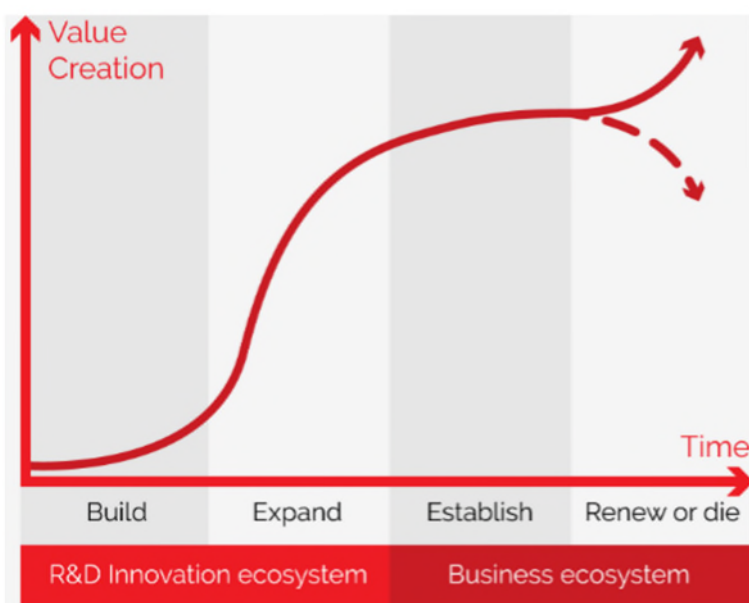 Value
Creation
Time
Build
Expand
Establish
Renew or die
R&D Innovation ecosystem
Business ecosystem